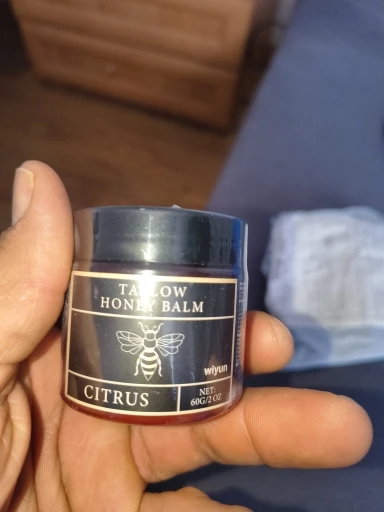 TALLOW
HONEY BALM
wiyun
CITRUS
NET:
60G/2 OZ